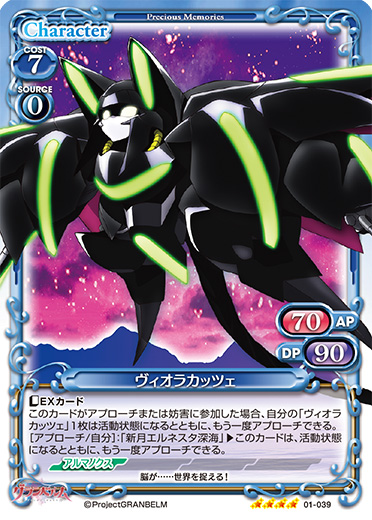 Precious Memories
Character
COST
7
SOURCE
0
70 AP
DP 90
ヴィオラカッツェ
EXカード
このカードがアプローチまたは妨害に参加した場合、自分の「ヴィオ
ラカッツェ」1枚は活動状態になるとともに、もう一度アプローチできる。
[アプローチ/自分]:「新月エルネスタ深海」▶このカードは、活動状態
になるとともに、もう一度アプローチできる。
アルマノクス
脳が……世界を捉える!
グランベルム
©ProjectGRANBELM
01-039